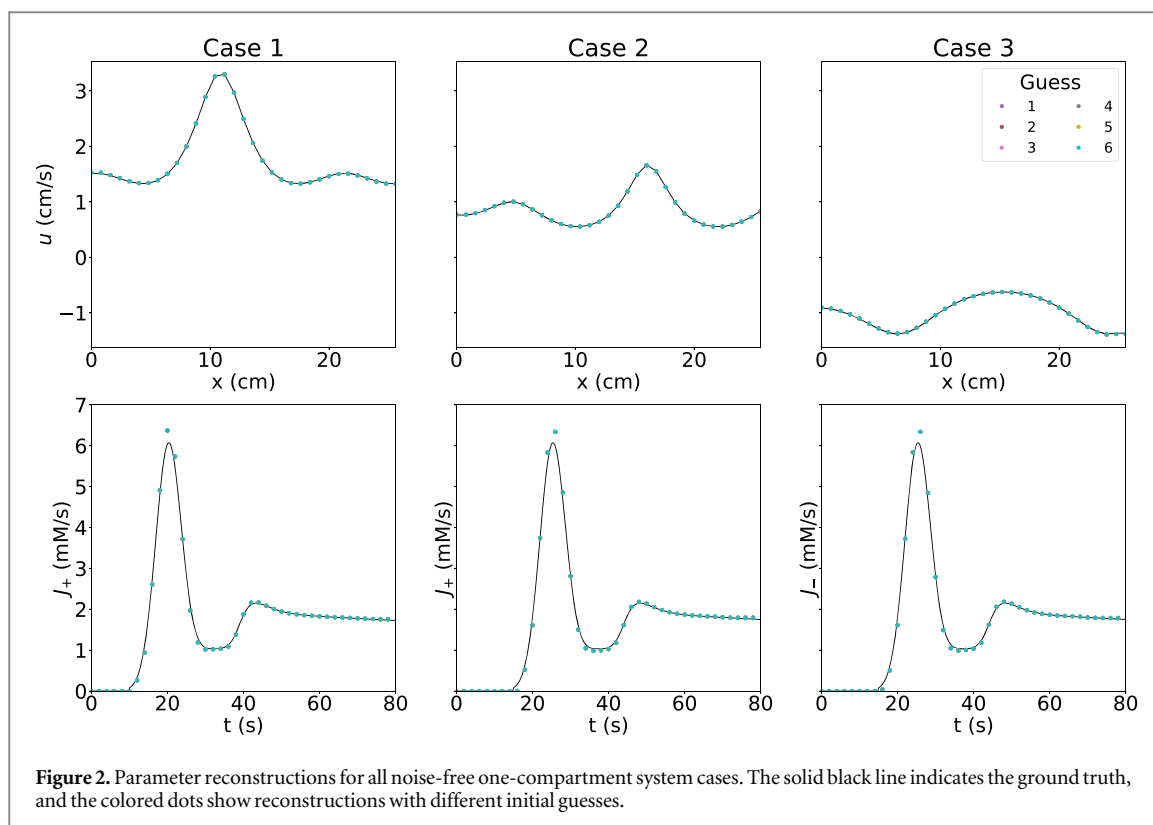 Case 1
Case 2
Case 3
3
2
1
0
−1
u (cm/s)
0
10
20
x (cm)
0
10
20
x (cm)
0
10
20
x (cm)
Guess
1
4
2
5
3
6
7
6
5
4
3
2
1
0
J₊ (mM/s)
0
20
40
60
80
t (s)
J₊ (mM/s)
0
20
40
60
80
t (s)
J₋ (mM/s)
0
20
40
60
80
t (s)
Figure 2. Parameter reconstructions for all noise-free one-compartment system cases. The solid black line indicates the ground truth,
and the colored dots show reconstructions with different initial guesses.